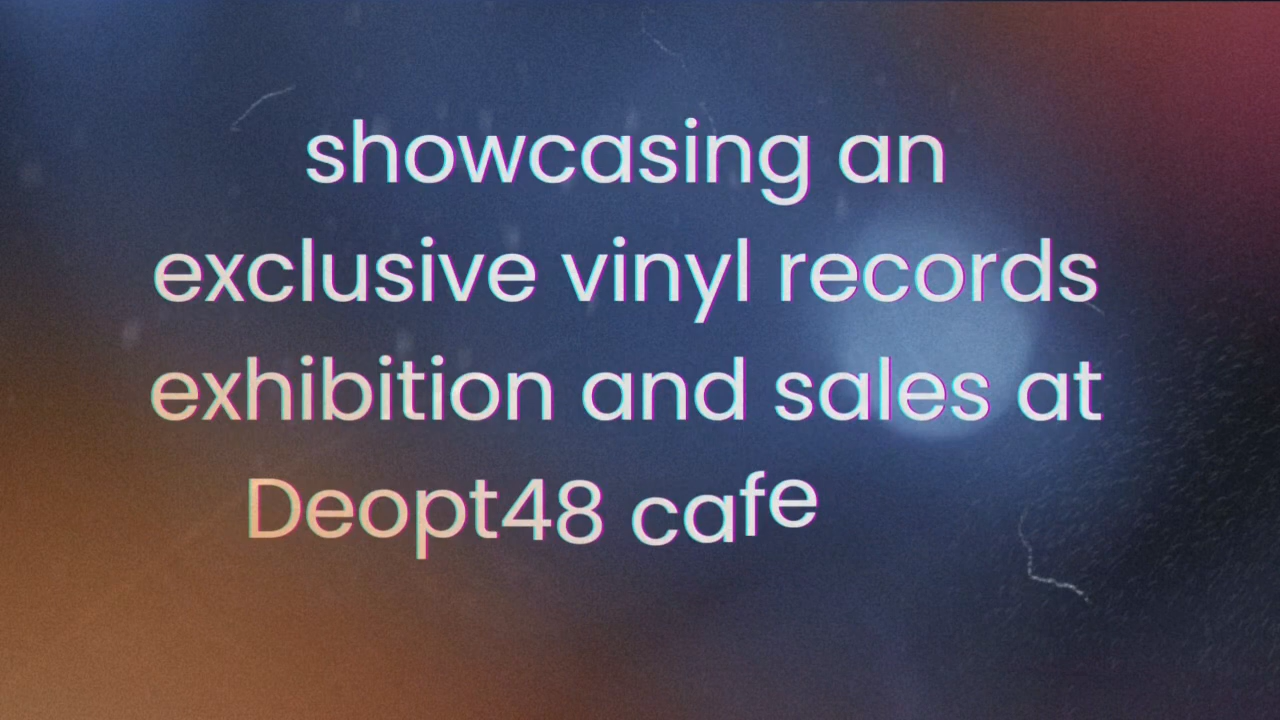 showcasing an
exclusive vinyl records
exhibition and sales at
Deopt48 cafe